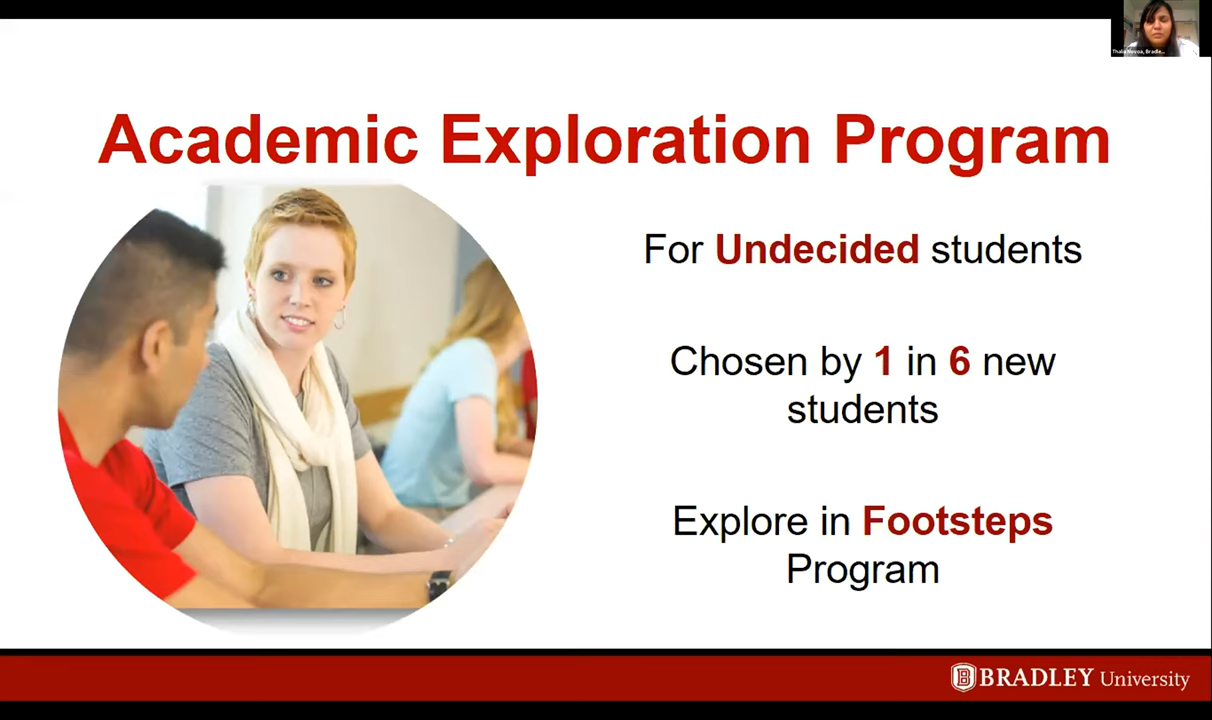 Academic Exploration Program
For Undecided students
Chosen by 1 in 6 new
students
Explore in Footsteps
Program
BRADLEY University